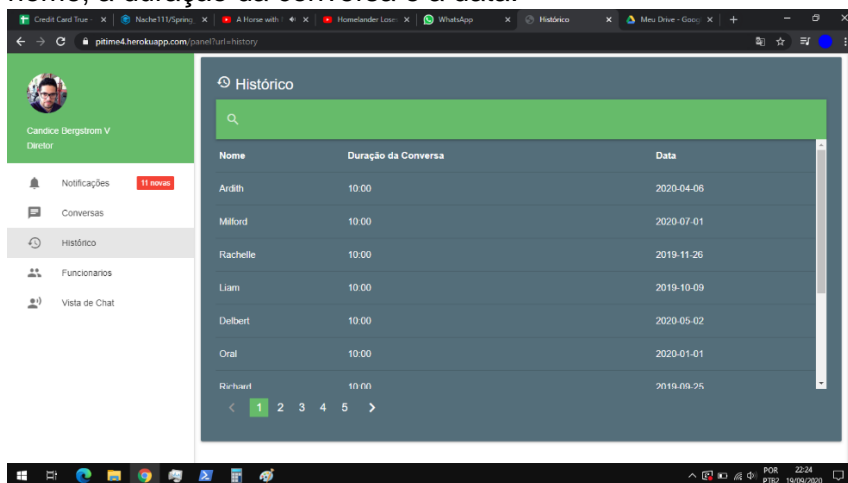 nome, a duração da conversa e a data.
Credit Card True -
Nache111/Spring
A Horse with
Homelander Loses
WhatsApp
Histórico
Meu Drive - Goog
pitime4.herokuapp.com/panel?url=history
Candice Bergstrom V
Diretor
Notificações 11 novas
Conversas
Histórico
Funcionarios
Vista de Chat
Histórico
Nome Duração da Conversa Data
Ardith 10:00 2020-04-06
Milford 10:00 2020-07-01
Rachelle 10:00 2019-11-26
Liam 10:00 2019-10-09
Delbert 10:00 2020-05-02
Oral 10:00 2020-01-01
Richard 10:00 2019-09-25
< 1 2 3 4 5 >
POR 22:24
PTB2 19/09/2020